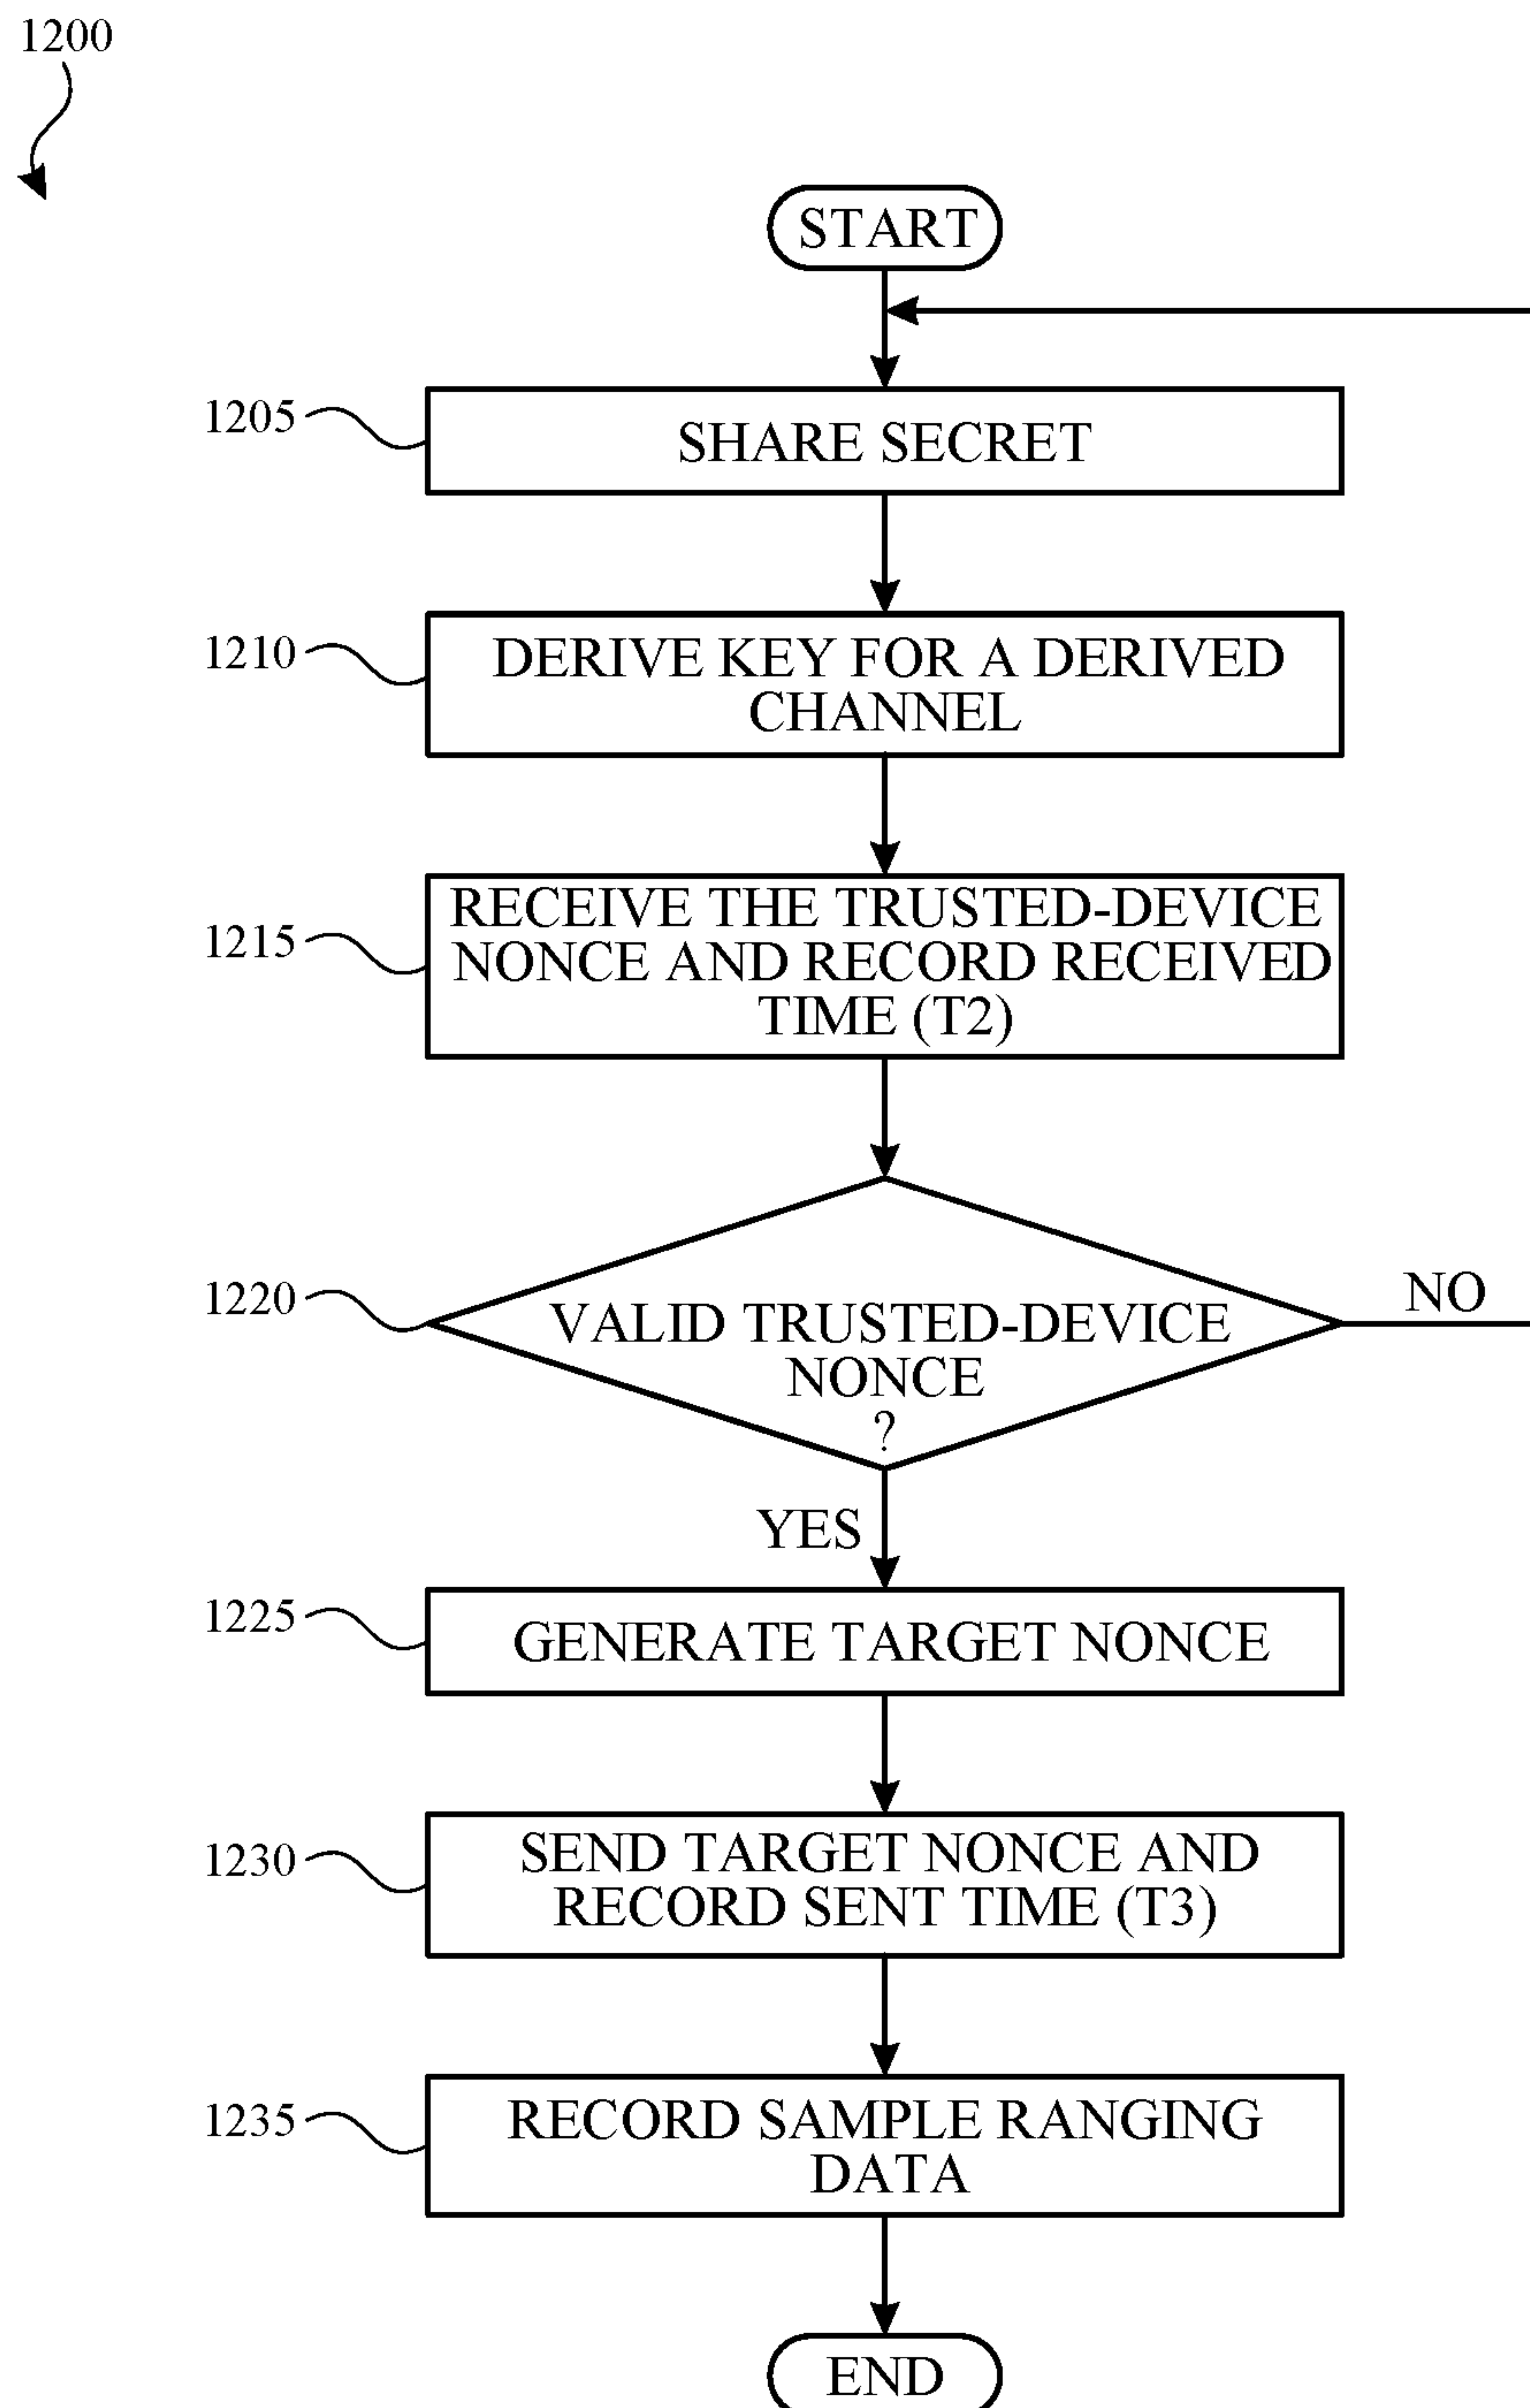 1200
START
1205
SHARE SECRET
1210
DERIVE KEY FOR A DERIVED
CHANNEL
1215
RECEIVE THE TRUSTED-DEVICE
NONCE AND RECORD RECEIVED
TIME (T2)
1220
VALID TRUSTED-DEVICE
NONCE
?
NO
YES
1225
GENERATE TARGET NONCE
1230
SEND TARGET NONCE AND
RECORD SENT TIME (T3)
1235
RECORD SAMPLE RANGING
DATA
END